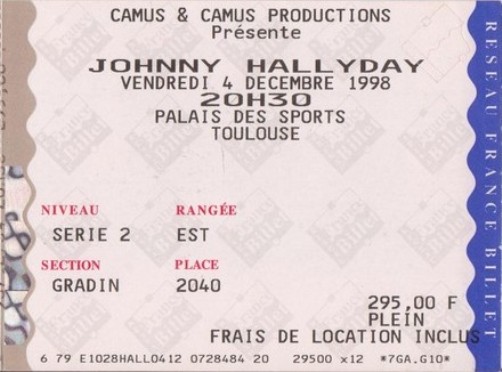 CAMUS & CAMUS PRODUCTIONS
Présente
JOHNNY HALLYDAY
VENDREDI 4 DECEMBRE 1998
20H30
PALAIS DES SPORTS
TOULOUSE
NIVEAU RANGÉE
SERIE 2 EST
SECTION PLACE
GRADIN 2040
295,00 F
PLEIN
FRAIS DE LOCATION INCLUS
6 79 E1028HALL0412 0728484 20 29500 x12 *7GA.G10*
RESEAU FRANCE BILLET